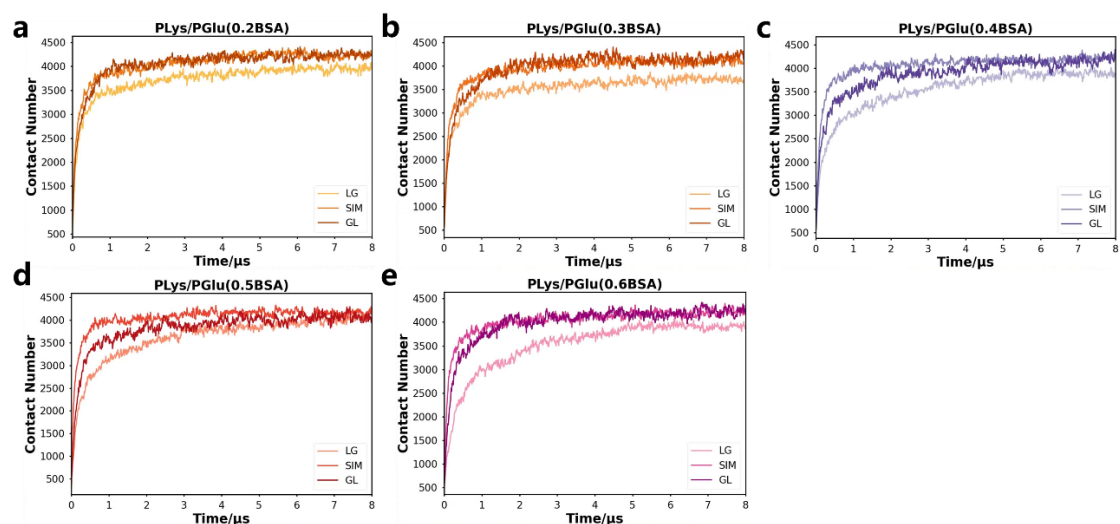 a
PLys/PGlu(0.2BSA)
Contact Number
4500
4000
3500
3000
2500
2000
1500
1000
500
LG
SIM
GL
0 1 2 3 4 5 6 7 8
Time/μs
b
PLys/PGlu(0.3BSA)
Contact Number
4500
4000
3500
3000
2500
2000
1500
1000
500
LG
SIM
GL
0 1 2 3 4 5 6 7 8
Time/μs
c
PLys/PGlu(0.4BSA)
Contact Number
4500
4000
3500
3000
2500
2000
1500
1000
500
LG
SIM
GL
0 1 2 3 4 5 6 7 8
Time/μs
d
PLys/PGlu(0.5BSA)
Contact Number
4500
4000
3500
3000
2500
2000
1500
1000
500
LG
SIM
GL
0 1 2 3 4 5 6 7 8
Time/μs
e
PLys/PGlu(0.6BSA)
Contact Number
4500
4000
3500
3000
2500
2000
1500
1000
500
LG
SIM
GL
0 1 2 3 4 5 6 7 8
Time/μs